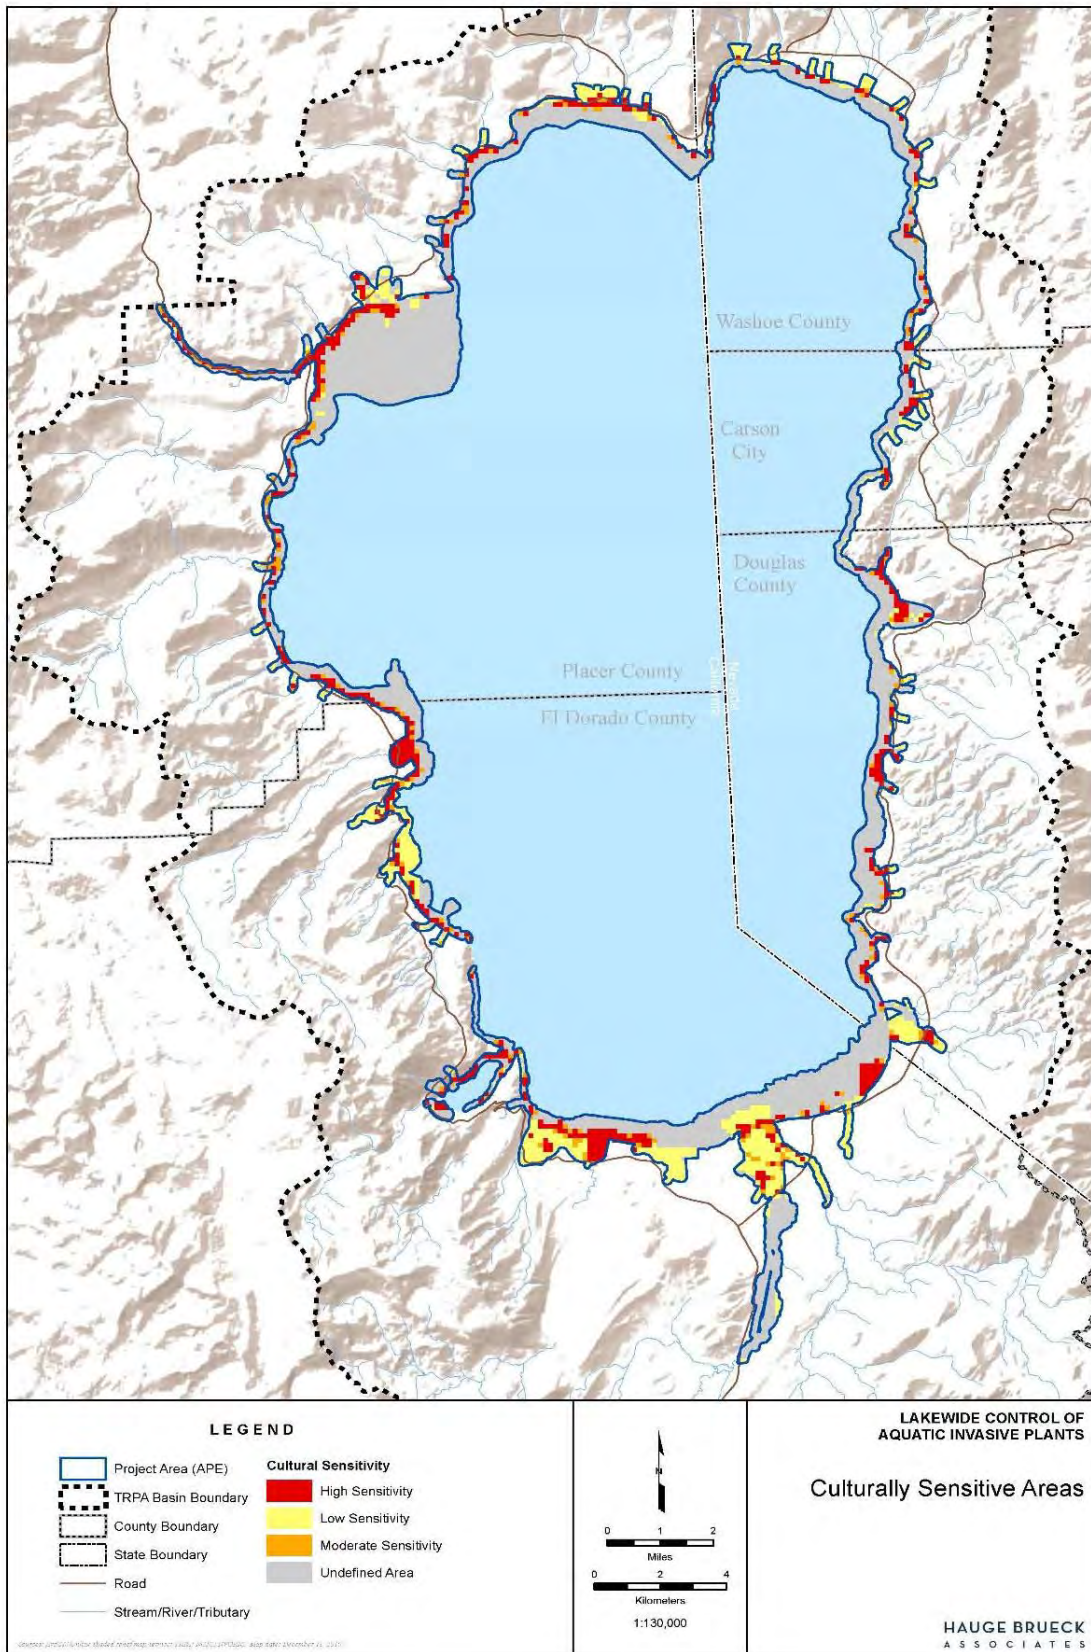 Washoe County
Carson
City
Douglas
County
Placer County
El Dorado County
Nevada
California
LEGEND
Project Area (APE)
TRPA Basin Boundary
County Boundary
State Boundary
Road
Stream/River/Tributary
Cultural Sensitivity
High Sensitivity
Low Sensitivity
Moderate Sensitivity
Undefined Area
N
0 1 2
Miles
0 2 4
Kilometers
1:130,000
LAKEWIDE CONTROL OF
AQUATIC INVASIVE PLANTS
Culturally Sensitive Areas
HAUGE BRUECK
ASSOCIATES